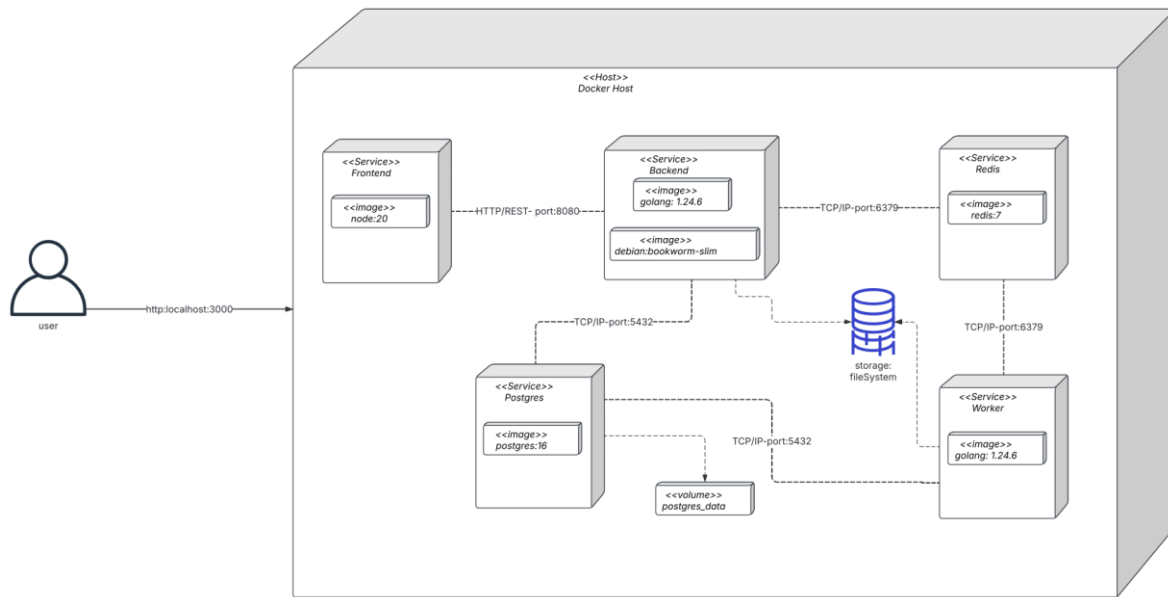 <<Host>>
Docker Host
<<Service>>
Frontend
<<image>>
node:20
HTTP/REST- port:8080
<<Service>>
Backend
<<image>>
golang: 1.24.6
<<image>>
debian:bookworm-slim
TCP/IP-port:6379
<<Service>>
Redis
<<image>>
redis:7
http:localhost:3000
user
TCP/IP-port:5432
storage:
fileSystem
TCP/IP-port:6379
<<Service>>
Postgres
<<image>>
postgres:16
TCP/IP-port:5432
<<volume>>
postgres_data
<<Service>>
Worker
<<image>>
golang: 1.24.6